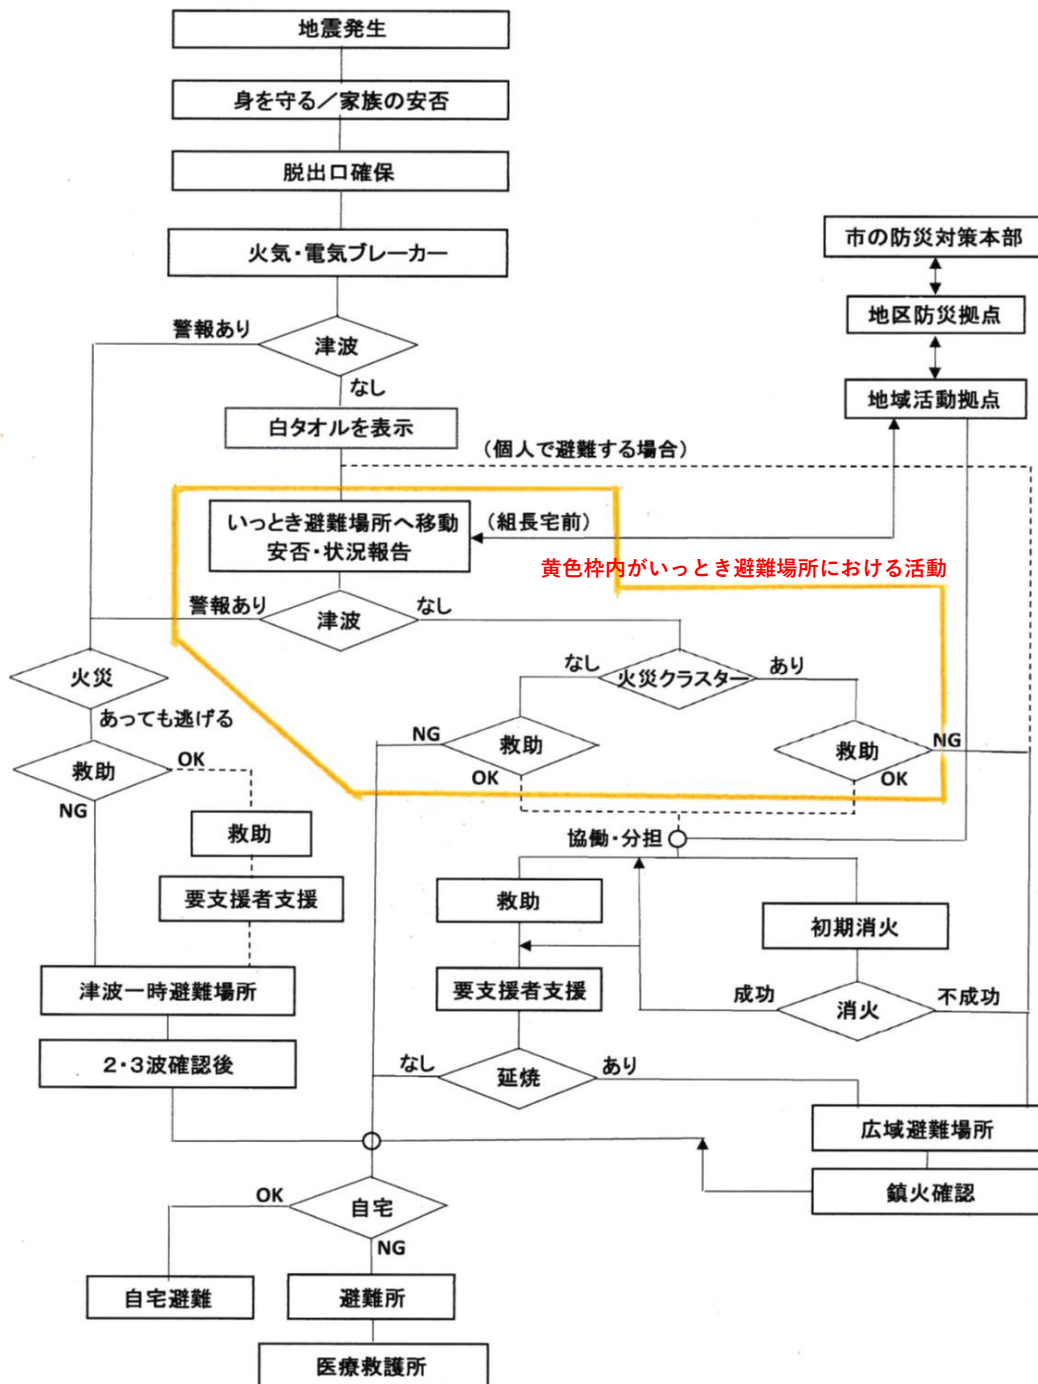 地震発生
身を守る／家族の安否
脱出口確保
火気・電気ブレーカー
市の防災対策本部
地区防災拠点
地域活動拠点
警報あり
津波
なし
白タオルを表示
（個人で避難する場合）
いっとき避難場所へ移動
安否・状況報告
（組長宅前）
黄色枠内がいっとき避難場所における活動
警報あり
津波
なし
火災
あっても逃げる
なし
火災クラスター
あり
救助
OK
NG
NG
救助
OK
救助
NG
OK
救助
要支援者支援
協働・分担
救助
初期消火
要支援者支援
成功
消火
不成功
津波一時避難場所
2・3波確認後
なし
延焼
あり
広域避難場所
鎮火確認
OK
自宅
NG
自宅避難
避難所
医療救護所